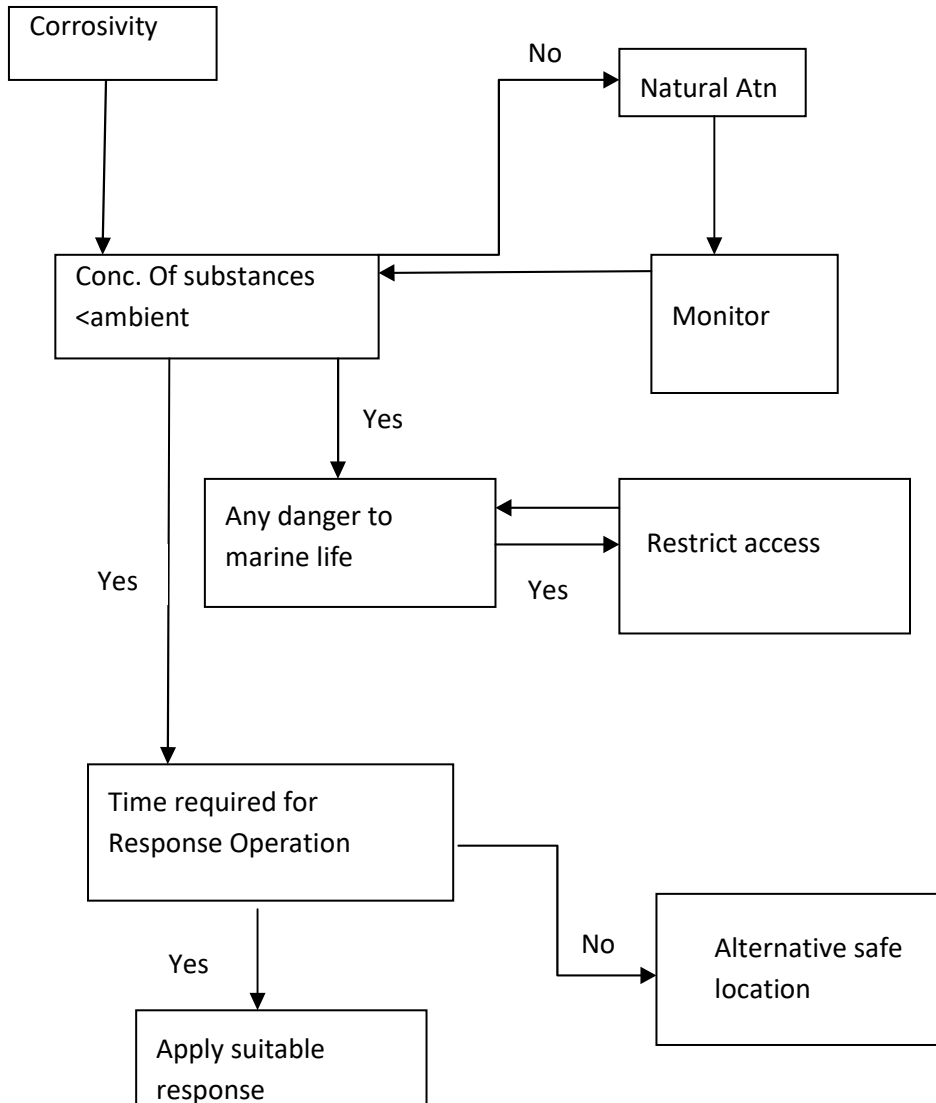 Corrosivity
No
Natural Atn
Conc. Of substances
<ambient
Monitor
Yes
Any danger to
marine life
Restrict access
Yes
Yes
Time required for
Response Operation
No
Alternative safe
location
Yes
Apply suitable
response